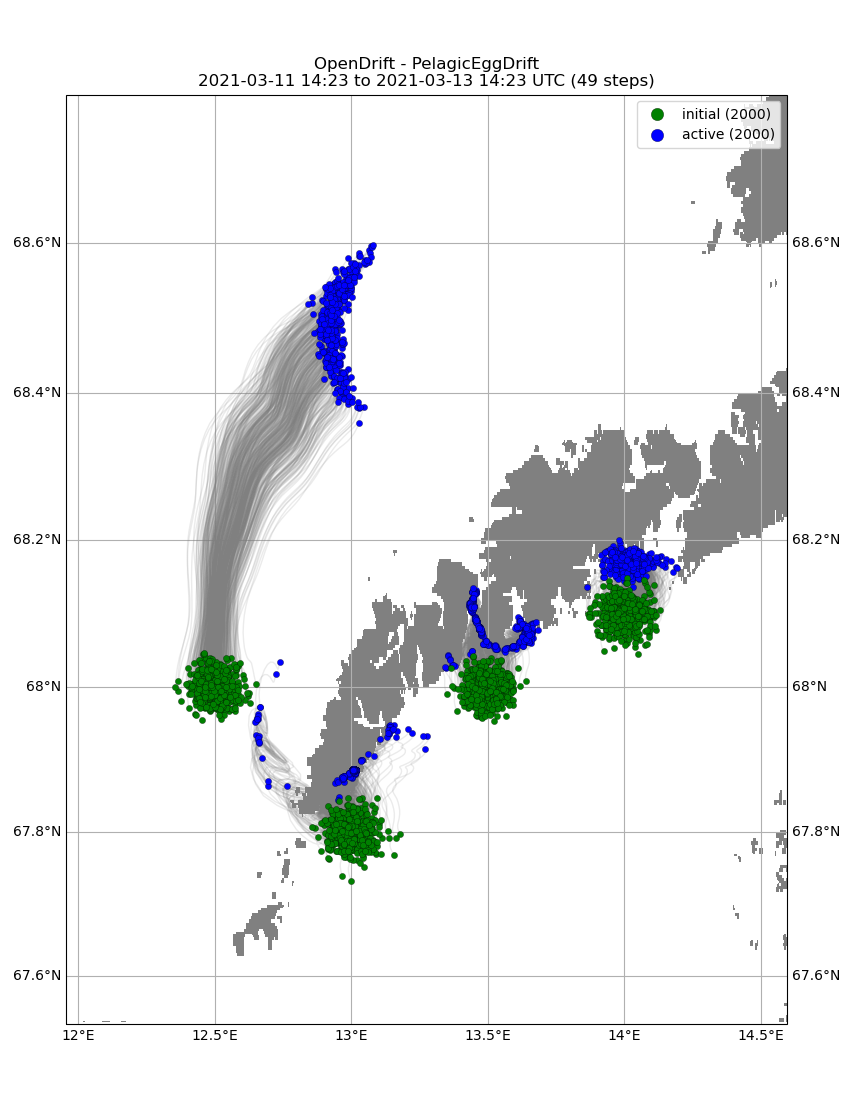 OpenDrift - PelagicEggDrift
2021-03-11 14:23 to 2021-03-13 14:23 UTC (49 steps)
initial (2000)
active (2000)
68.6°N
68.6°N
68.4°N
68.4°N
68.2°N
68.2°N
68°N
68°N
67.8°N
67.8°N
67.6°N
67.6°N
12°E
12.5°E
13°E
13.5°E
14°E
14.5°E